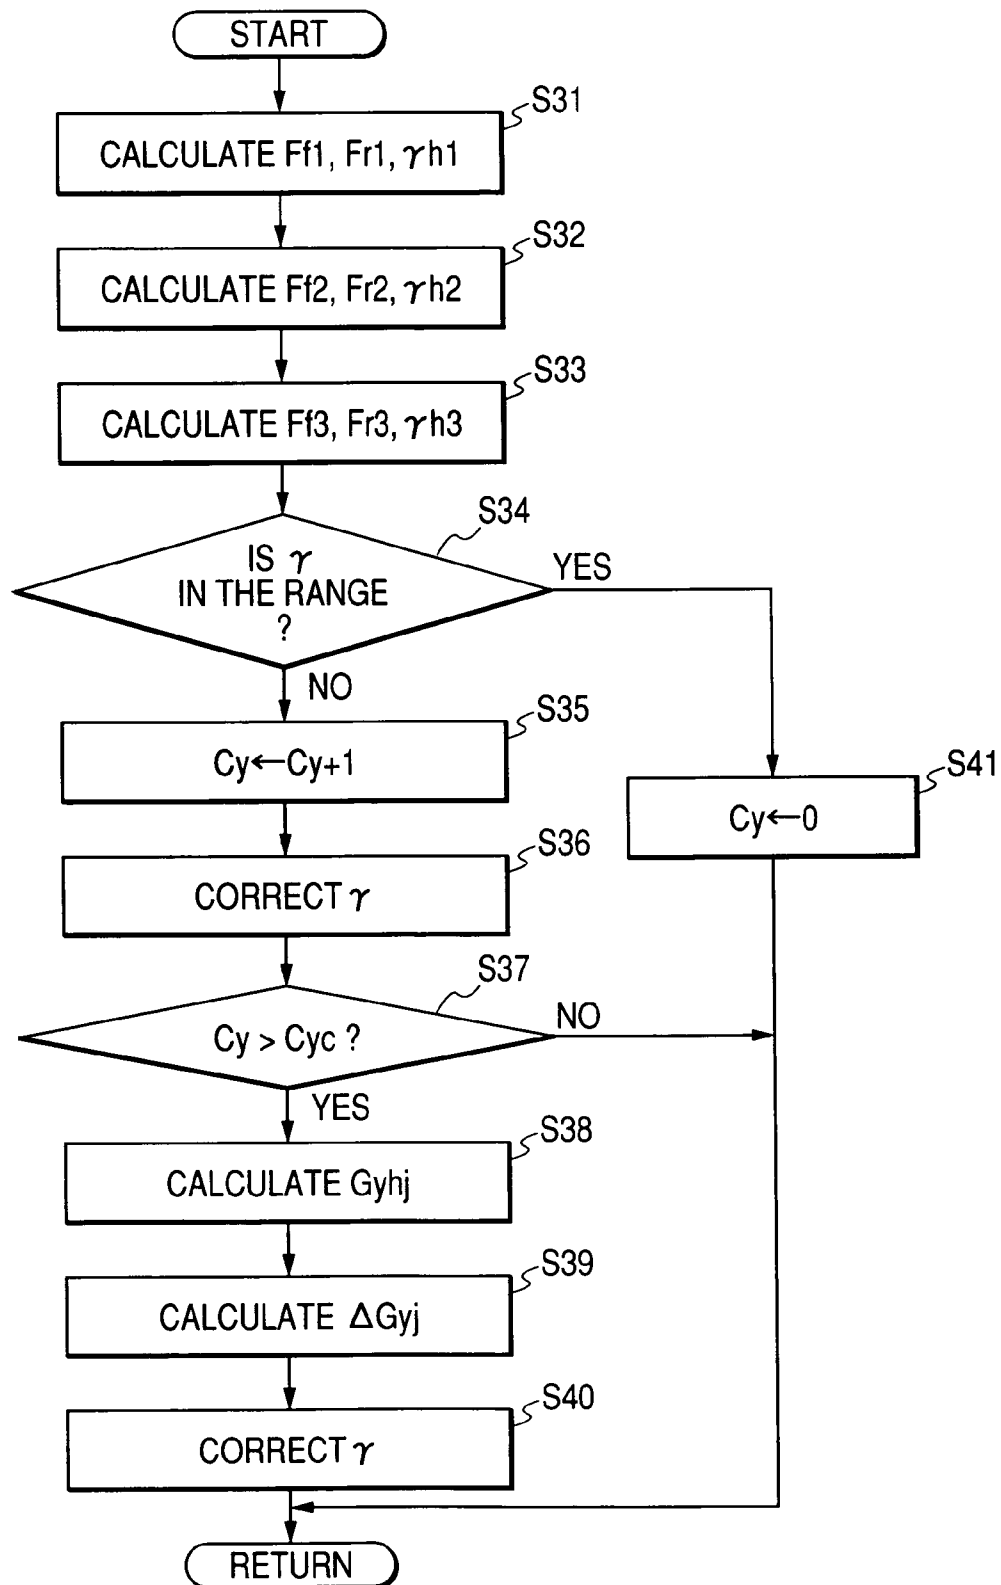 START
S31
CALCULATE Ff1, Fr1, γh1
S32
CALCULATE Ff2, Fr2, γh2
S33
CALCULATE Ff3, Fr3, γh3
S34
IS γ
IN THE RANGE
?
YES
NO
S35
Cy←Cy+1
S41
Cy←0
S36
CORRECT γ
S37
Cy > Cyc ?
NO
YES
S38
CALCULATE Gyhj
S39
CALCULATE ΔGyj
S40
CORRECT γ
RETURN